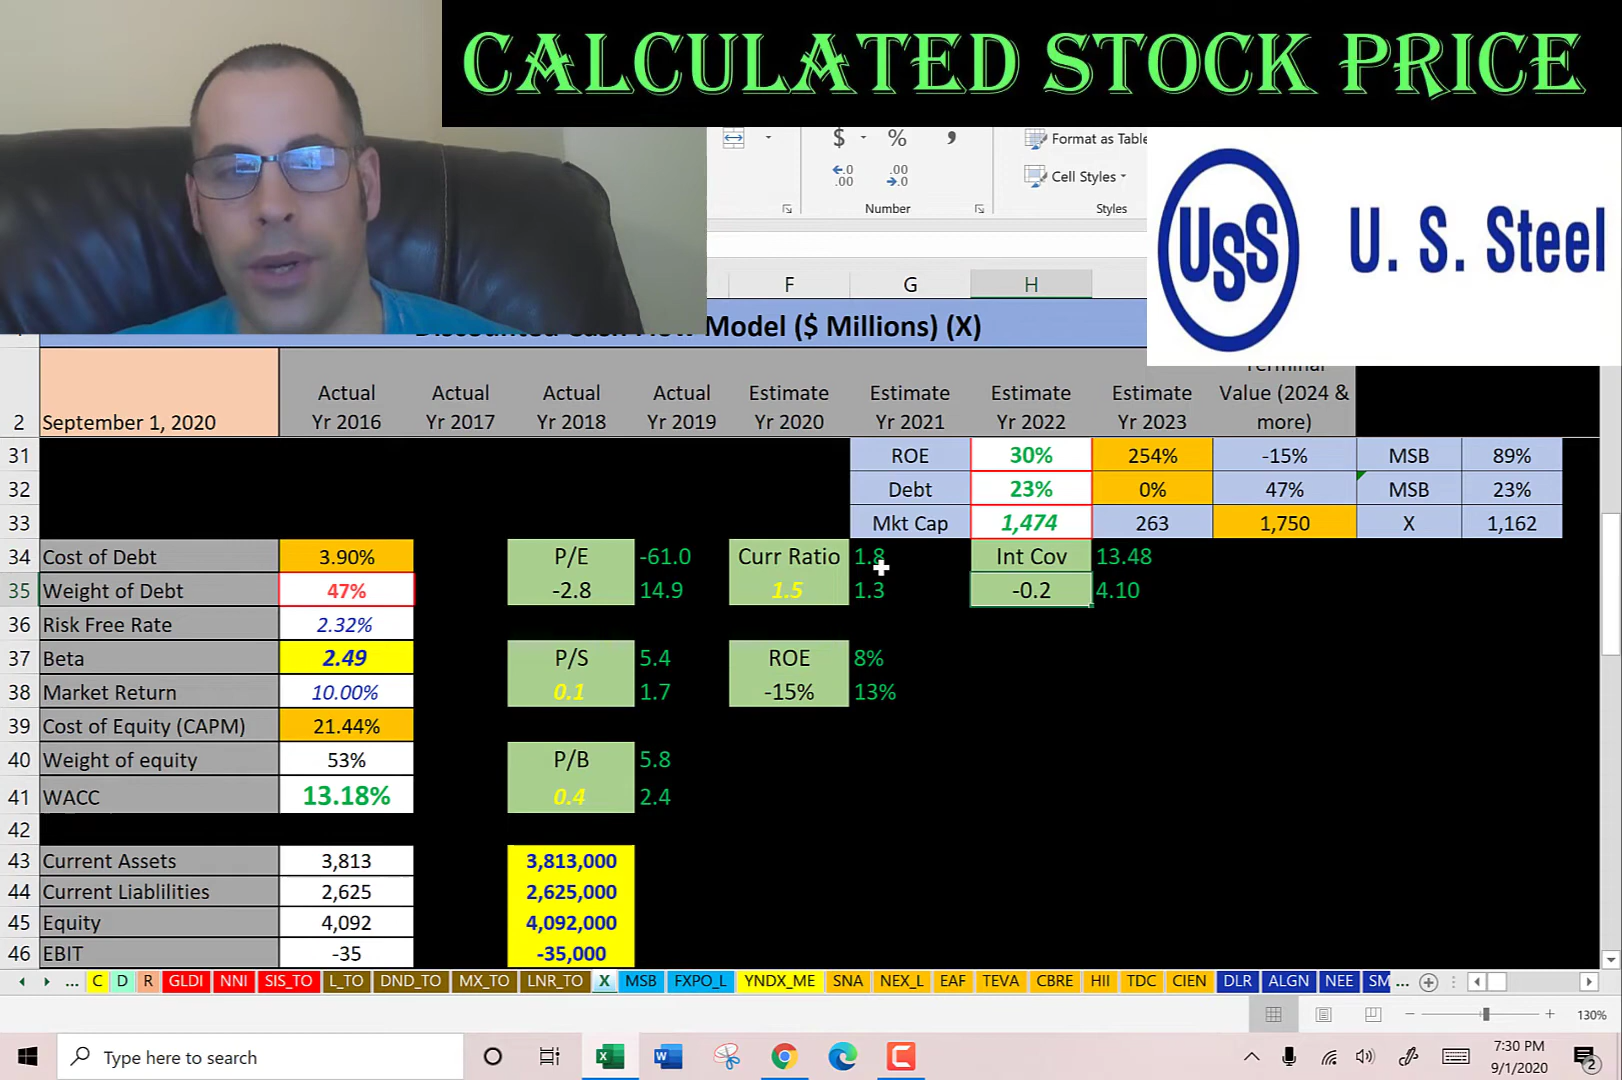 CALCULATED STOCK PRICE
$ % , Format as Table
Cell Styles
Number Styles
USS U. S. Steel
F G H
Discounted Cash Flow Model ($ Millions) (X)
2 September 1, 2020 Actual Yr 2016 Actual Yr 2017 Actual Yr 2018 Actual Yr 2019 Estimate Yr 2020 Estimate Yr 2021 Estimate Yr 2022 Estimate Yr 2023 Terminal Value (2024 & more)
31 ROE 30% 254% -15% MSB 89%
32 Debt 23% 0% 47% MSB 23%
33 Mkt Cap 1,474 263 1,750 X 1,162
34 Cost of Debt 3.90% P/E -61.0 Curr Ratio 1.8 Int Cov 13.48
35 Weight of Debt 47% -2.8 14.9 1.5 1.3 -0.2 4.10
36 Risk Free Rate 2.32%
37 Beta 2.49 P/S 5.4 ROE 8%
38 Market Return 10.00% 0.1 1.7 -15% 13%
39 Cost of Equity (CAPM) 21.44%
40 Weight of equity 53% P/B 5.8
41 WACC 13.18% 0.4 2.4
42
43 Current Assets 3,813 3,813,000
44 Current Liablilities 2,625 2,625,000
45 Equity 4,092 4,092,000
46 EBIT -35 -35,000
... C D R GLDI NNI SIS_TO L_TO DND_TO MX_TO LNR_TO X MSB FXPO_L YNDX_ME SNA NEX_L EAF TEVA CBRE HII TDC CIEN DLR ALGN NEE SM ...
130%
Type here to search
7:30 PM
9/1/2020
2